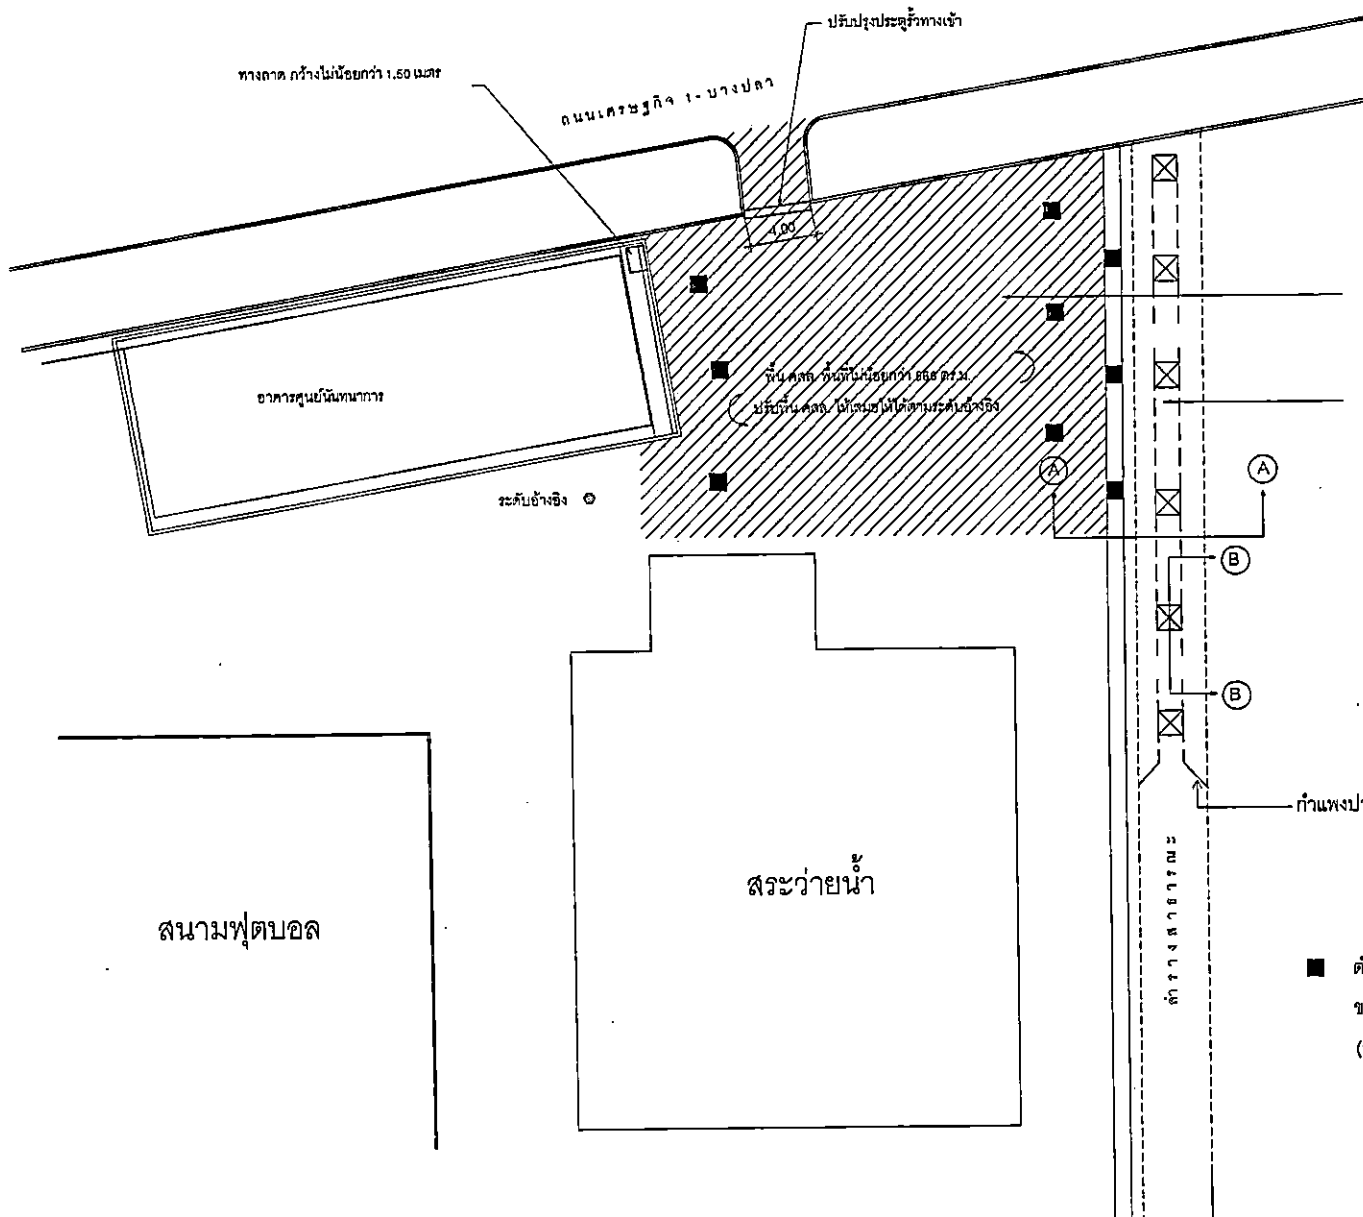 ปรับปรุงประตูรั้วทางเข้า
ทางลาด กว้างไม่น้อยกว่า 1.50 เมตร
ถนนเศรษฐกิจ 1 - บางปลา
4.00
พื้น คสล. พื้นที่ไม่น้อยกว่า ตร.ม.
ปรับพื้น คสล. ให้เสมอให้ได้ตามระดับอ้างอิง
อาคารศูนย์นันทนาการ
A
A
ระดับอ้างอิง
B
B
กำแพง
สระว่ายน้ำ
สนามฟุตบอล
ลำรางสาธารณะ